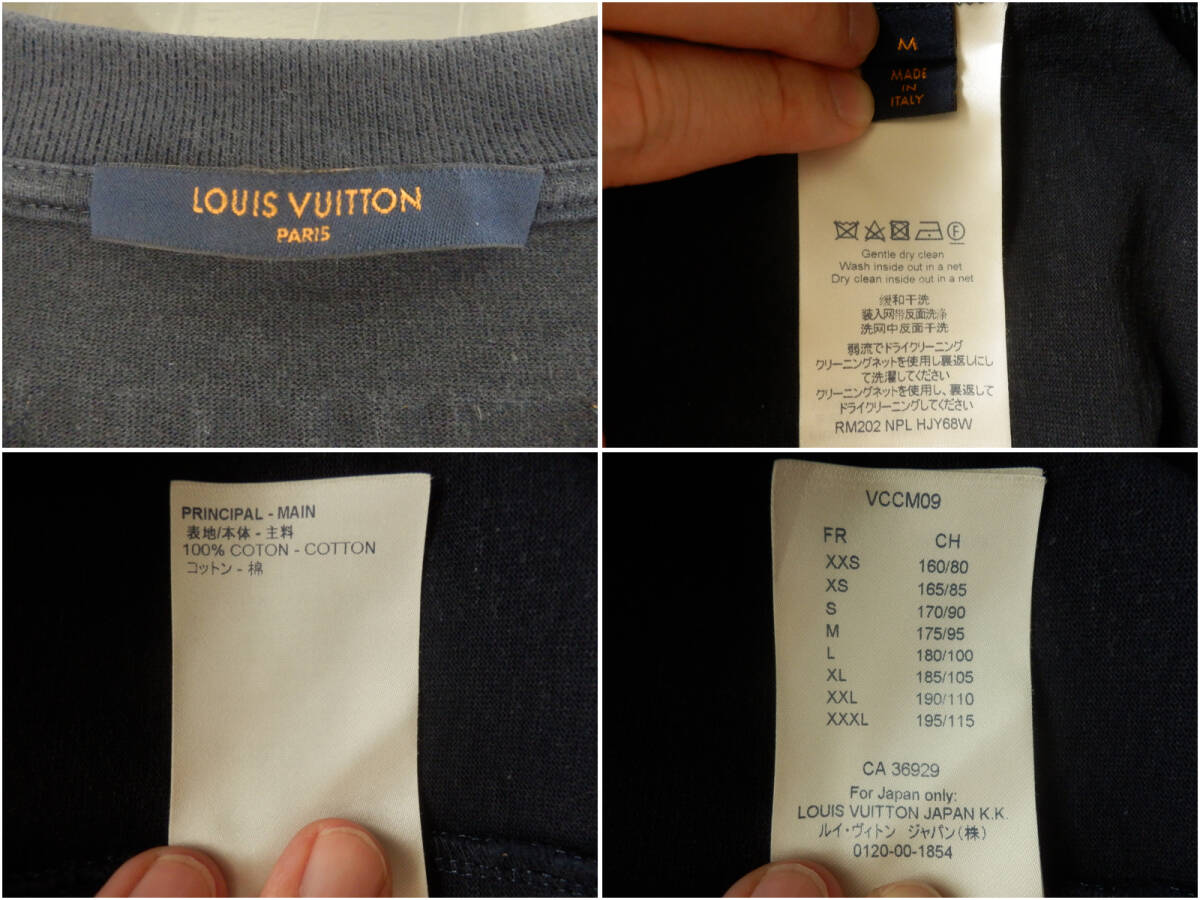 LOUIS VUITTON
PARIS
M
MADE
IN
ITALY
F
Gentle dry clean
Wash inside out in a net
Dry clean inside out in a net
缓和干洗
装入网带反面洗涤
洗网中反面干洗
弱流でドライクリーニング
クリーニングネットを使用し裏返しにし
て洗濯してください
クリーニングネットを使用し、裏返して
ドライクリーニングしてください
RM202 NPL HJY68W
PRINCIPAL - MAIN
表地/本体 - 主料
100% COTON - COTTON
コットン - 棉
VCCM09
FR CH
XXS 160/80
XS 165/85
S 170/90
M 175/95
L 180/100
XL 185/105
XXL 190/110
XXXL 195/115
CA 36929
For Japan only:
LOUIS VUITTON JAPAN K.K.
ルイ・ヴィトン ジャパン(株)
0120-00-1854